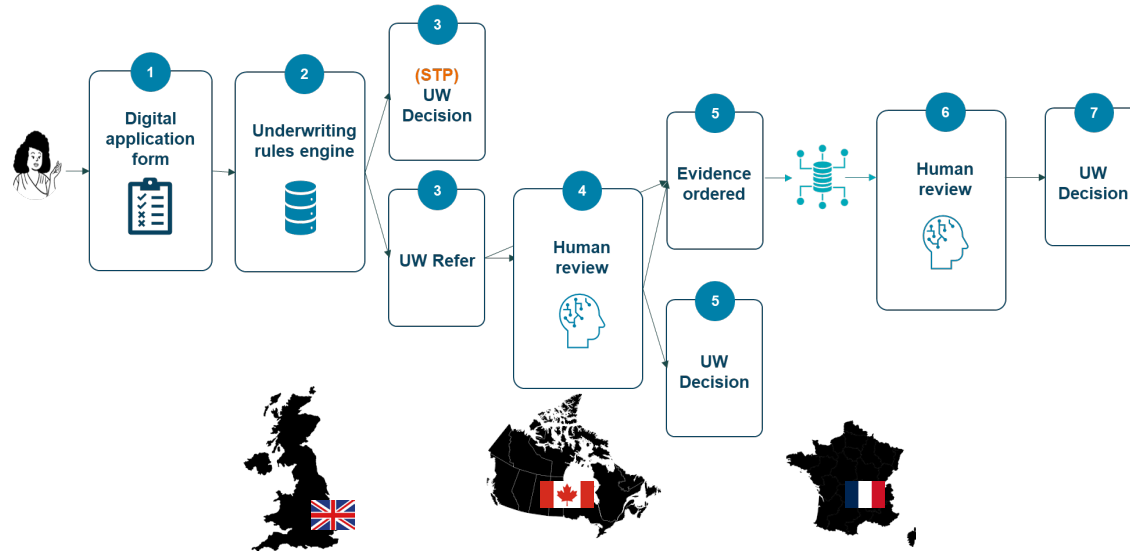 1
Digital
application
form
2
Underwriting
rules engine
3
(STP)
UW
Decision
3
UW Refer
4
Human
review
5
Evidence
ordered
5
UW
Decision
6
Human
review
7
UW
Decision